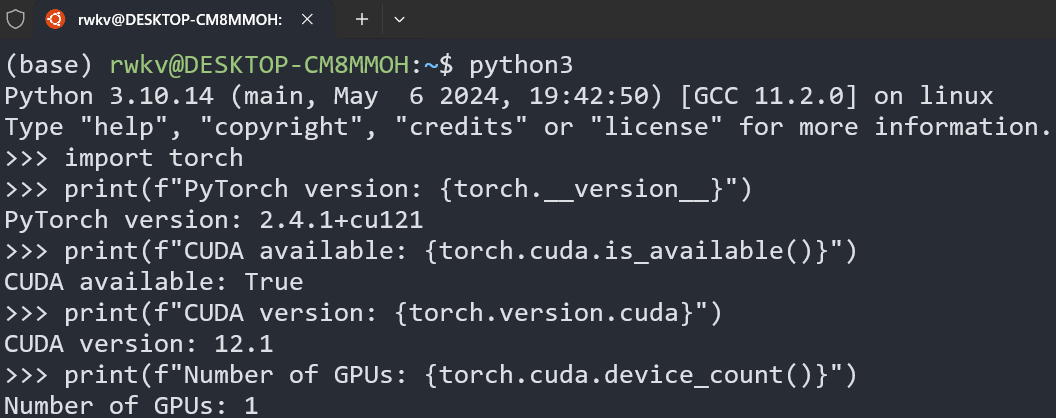 rwkv@DESKTOP-CM8MMOH:
(base) rwkv@DESKTOP-CM8MMOH:~$ python3
Python 3.10.14 (main, May  6 2024, 19:42:50) [GCC 11.2.0] on linux
Type "help", "copyright", "credits" or "license" for more information.
>>> import torch
>>> print(f"PyTorch version: {torch.__version__}")
PyTorch version: 2.4.1+cu121
>>> print(f"CUDA available: {torch.cuda.is_available()}")
CUDA available: True
>>> print(f"CUDA version: {torch.version.cuda}")
CUDA version: 12.1
>>> print(f"Number of GPUs: {torch.cuda.device_count()}")
Number of GPUs: 1